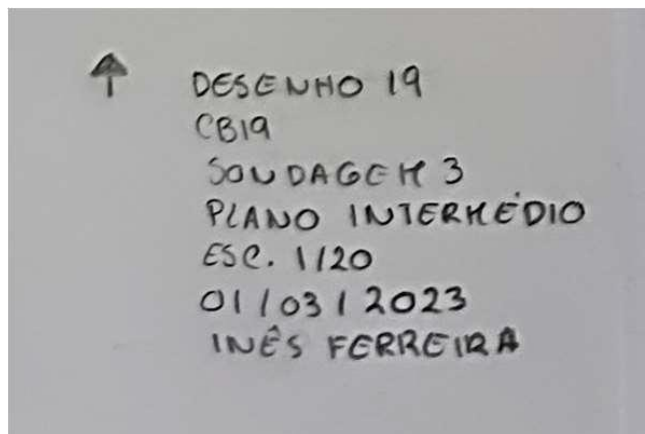 DESENHO 19
CB19
SONDAGEM 3
PLANO INTERMÉDIO
ESC. 1/20
01/03/2023
INÊS FERREIRA